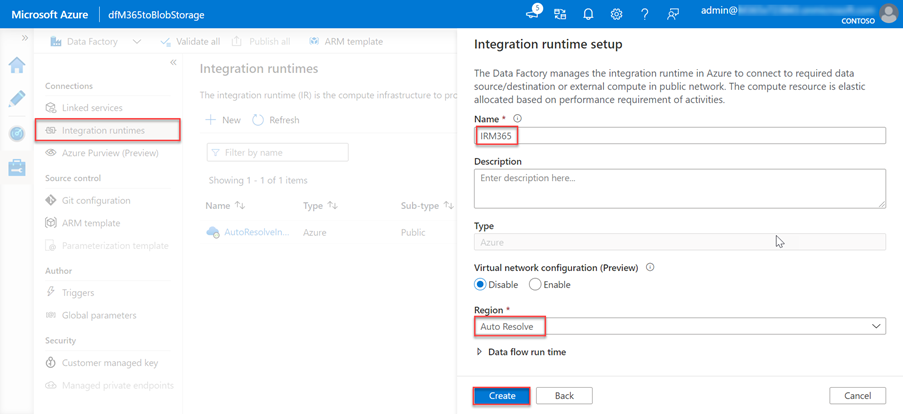 Microsoft Azure | dfM365toBlobStorage
5
admin@
CONTOSO
»
Data Factory
Validate all
Publish all
ARM template
«
Connections
Linked services
Integration runtimes
Azure Purview (Preview)
Source control
Git configuration
ARM template
Parameterization template
Author
Triggers
Global parameters
Security
Customer managed key
Managed private endpoints
Integration runtimes
The integration runtime (IR) is the compute infrastructure to pro
New
Refresh
Filter by name
Showing 1 - 1 of 1 items
Name
Type
Sub-type
AutoResolveIn...
Azure
Public
Integration runtime setup
The Data Factory manages the integration runtime in Azure to connect to required data
source/destination or external compute in public network. The compute resource is elastic
allocated based on performance requirement of activities.
Name *
IRM365
Description
Enter description here...
Type
Azure
Virtual network configuration (Preview)
Disable
Enable
Region *
Auto Resolve
Data flow run time
Create
Back
Cancel